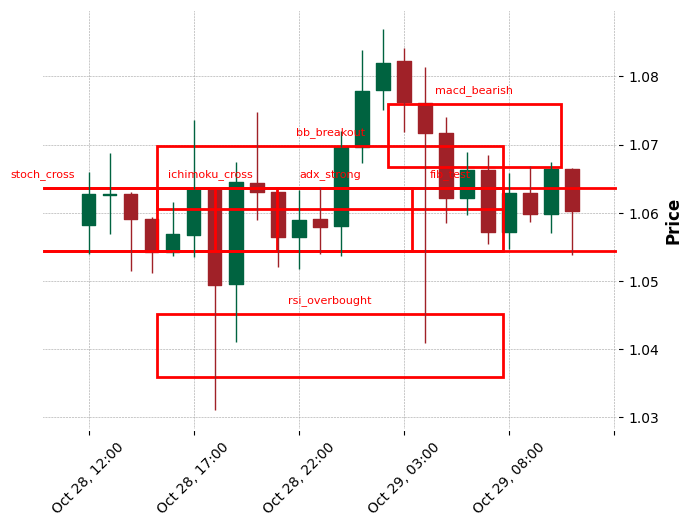 1.08
macd_bearish
1.07
bb_breakout
stoch_cross
ichimoku_cross
adx_strong
1.06
Price
1.05
rsi_overbought
1.04
1.03
Oct 28, 12:00
Oct 28, 17:00
Oct 28, 22:00
Oct 29, 03:00
Oct 29, 08:00